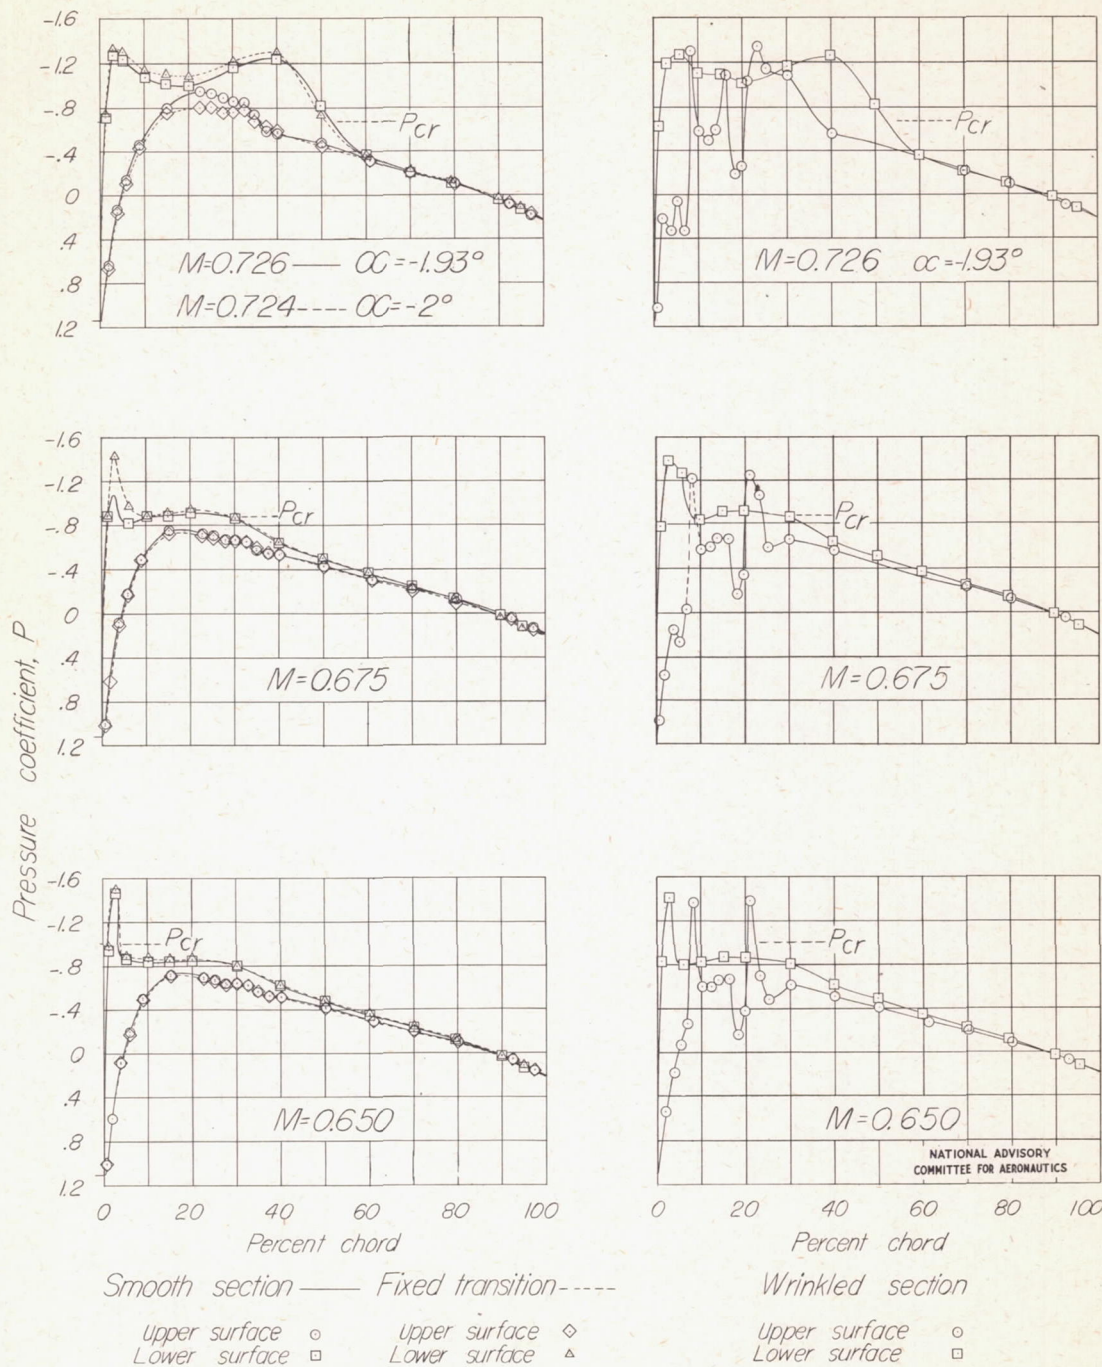 -1.6
-1.2
-.8
-.4
0
.4
.8
1.2
Pcr
M=0.726 —— α=-1.93°
M=0.724 ---- α=-2°
Pcr
M=0.726 α=-1.93°
-1.6
-1.2
-.8
-.4
0
.4
.8
1.2
Pcr
M=0.675
Pcr
M=0.675
Pressure coefficient, P
-1.6
-1.2
-.8
-.4
0
.4
.8
1.2
Pcr
M=0.650
Pcr
M=0.650
NATIONAL ADVISORY
COMMITTEE FOR AERONAUTICS
0 20 40 60 80 100
0 20 40 60 80 100
Percent chord
Percent chord
Smooth section —— Fixed transition -----
Wrinkled section
Upper surface ○ Upper surface ◇
Lower surface □ Lower surface △
Upper surface ○
Lower surface □